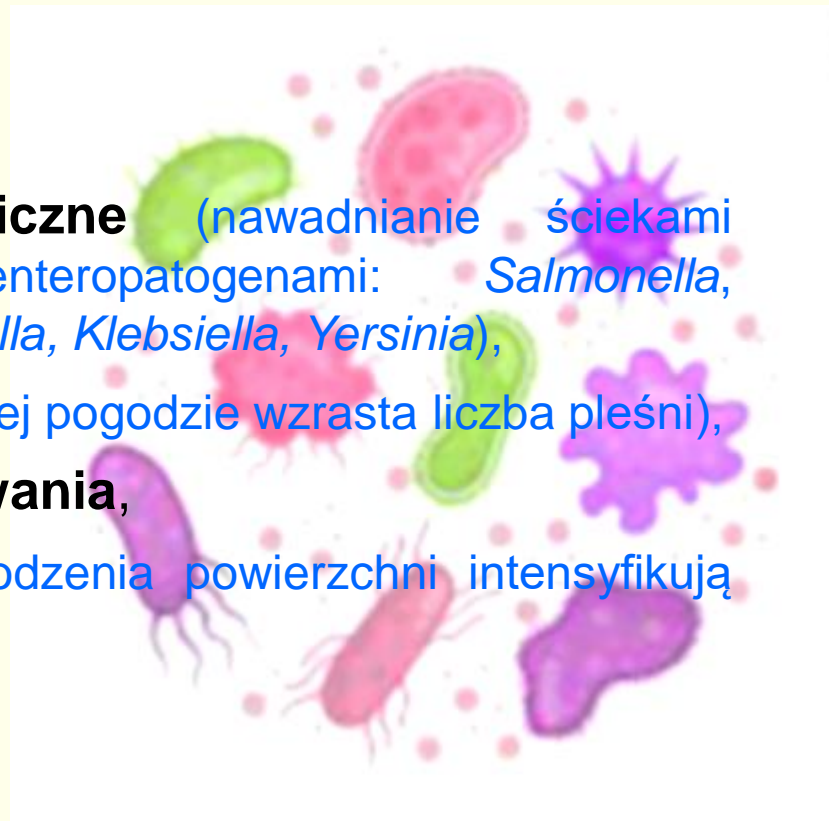 iczne (nawadnianie ściekami
enteropatogenami: Salmonella,
lla, Klebsiella, Yersinia),
ej pogodzie wzrasta liczba pleśni),
wania,
odzenia powierzchni intensyfikują